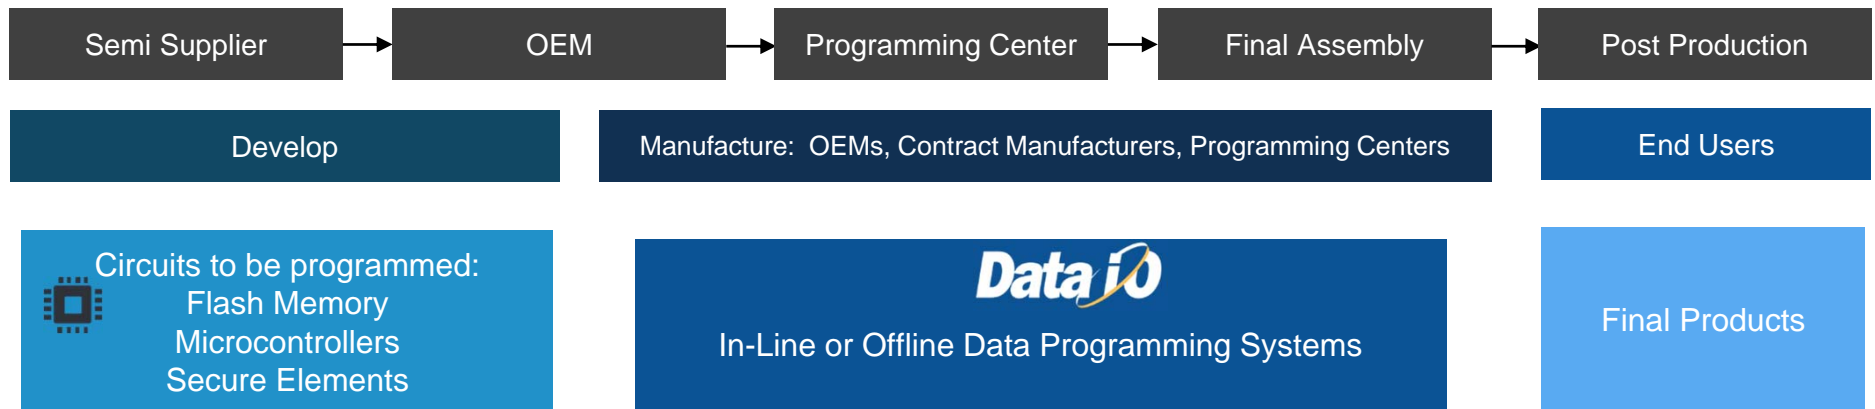 Semi Supplier
OEM
Programming Center
Final Assembly
Post Production
Develop
Manufacture:  OEMs, Contract Manufacturers, Programming Centers
End Users
Circuits to be programmed:
Flash Memory
Microcontrollers
Secure Elements
Data iO
In-Line or Offline Data Programming Systems
Final Products